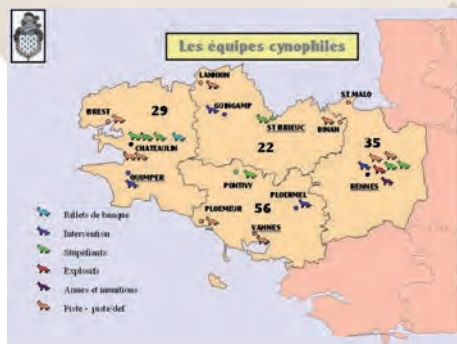 Les équipes cynophiles
LANNION
ST.MALO
BREST
29
GUINGAMP
ST BRIEUC
DINAN
35
CHATEAULIN
22
RENNES
QUIMPER
PONTIVY
PLOERMEL
PLOEMEUR
56
VANNES
Billets de banque
Intervention
Stupéfiants
Explosifs
Armes et munitions
Piste - piste/def